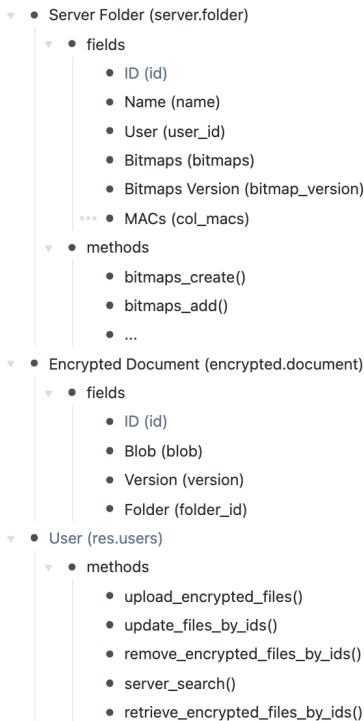 Server Folder (server.folder)
fields
ID (id)
Name (name)
User (user_id)
Bitmaps (bitmaps)
Bitmaps Version (bitmap_version)
MACs (col_macs)
methods
bitmaps_create()
bitmaps_add()
...
Encrypted Document (encrypted.document)
fields
ID (id)
Blob (blob)
Version (version)
Folder (folder_id)
User (res.users)
methods
upload_encrypted_files()
update_files_by_ids()
remove_encrypted_files_by_ids()
server_search()
retrieve_encrypted_files_by_ids()